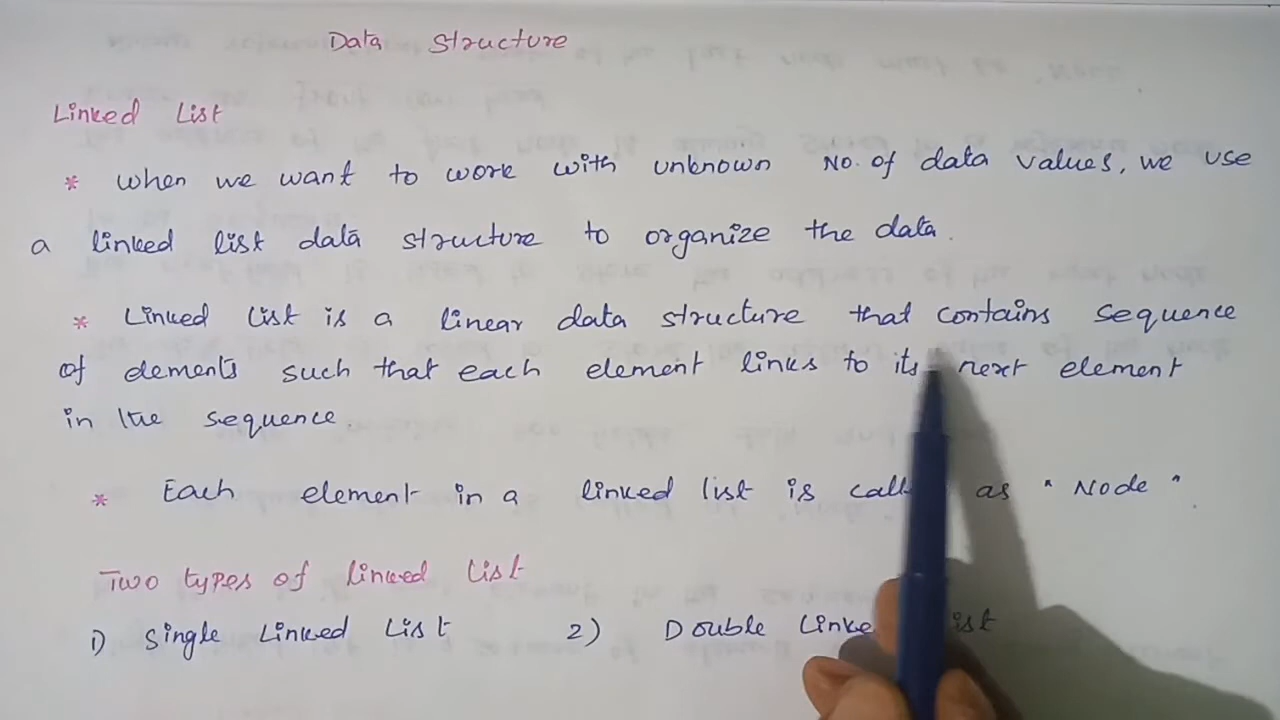 Data Structure
Linked List
* when we want to work with unknown No. of data values, we use
a linked list data structure to organize the data.
* Linked list is a linear data structure that contains sequence
of elements such that each element links to its next element
in the sequence.
* Each element in a linked list is call as "Node".
Two types of linked list
1) Single Linked List 2) Double Linked List